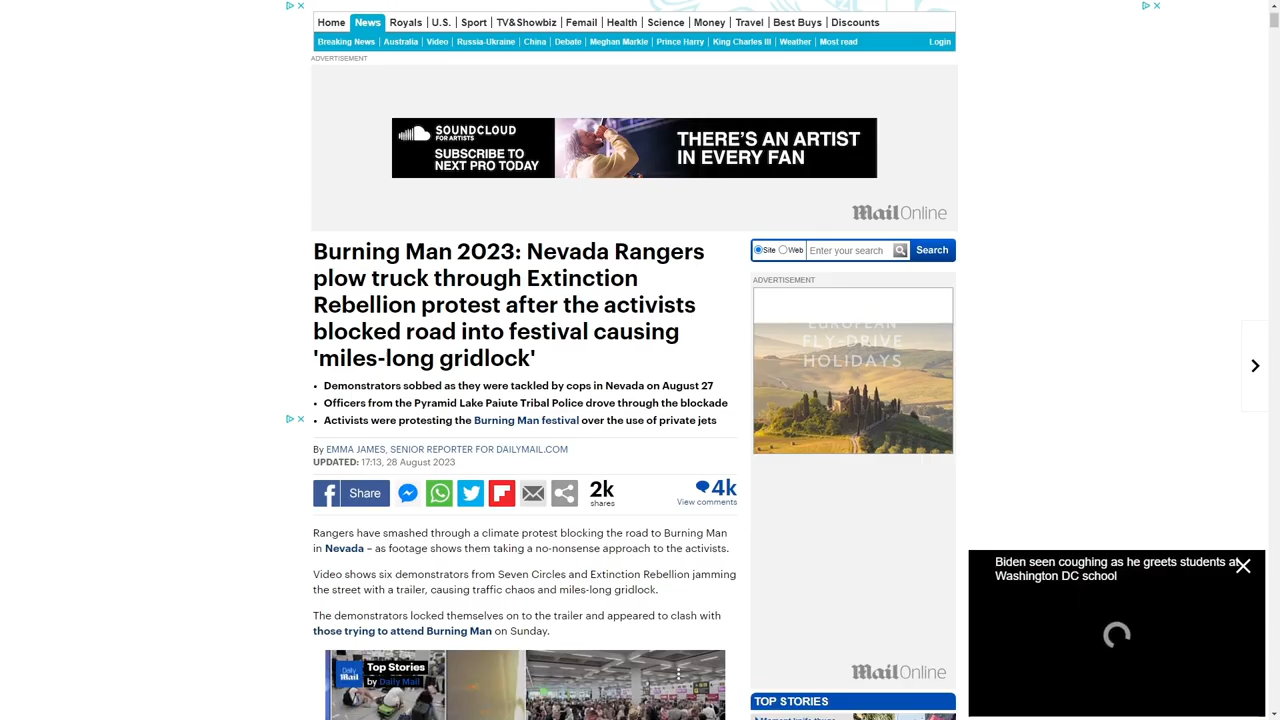 Home News Royals U.S. Sport TV&Showbiz Femail Health Science Money Travel Best Buys Discounts
Breaking News Australia Video Russia-Ukraine China Debate Meghan Markle Prince Harry King Charles III Weather Most read Login
ADVERTISEMENT
SOUNDCLOUD
FOR ARTISTS
SUBSCRIBE TO
NEXT PRO TODAY
THERE'S AN ARTIST
IN EVERY FAN
Mail Online
Burning Man 2023: Nevada Rangers
plow truck through Extinction
Rebellion protest after the activists
blocked road into festival causing
'miles-long gridlock'
• Demonstrators sobbed as they were tackled by cops in Nevada on August 27
• Officers from the Pyramid Lake Paiute Tribal Police drove through the blockade
• Activists were protesting the Burning Man festival over the use of private jets
By EMMA JAMES, SENIOR REPORTER FOR DAILYMAIL.COM
UPDATED: 17:13, 28 August 2023
Share
2k
shares
4k
View comments
Rangers have smashed through a climate protest blocking the road to Burning Man
in Nevada – as footage shows them taking a no-nonsense approach to the activists.
Video shows six demonstrators from Seven Circles and Extinction Rebellion jamming
the street with a trailer, causing traffic chaos and miles-long gridlock.
The demonstrators locked themselves on to the trailer and appeared to clash with
those trying to attend Burning Man on Sunday.
Daily Mail
Top Stories
by Daily Mail
Site Web Enter your search Search
ADVERTISEMENT
EUROPEAN
FLY-DRIVE
HOLIDAYS
Mail Online
TOP STORIES
Biden seen coughing as he greets students at
Washington DC school